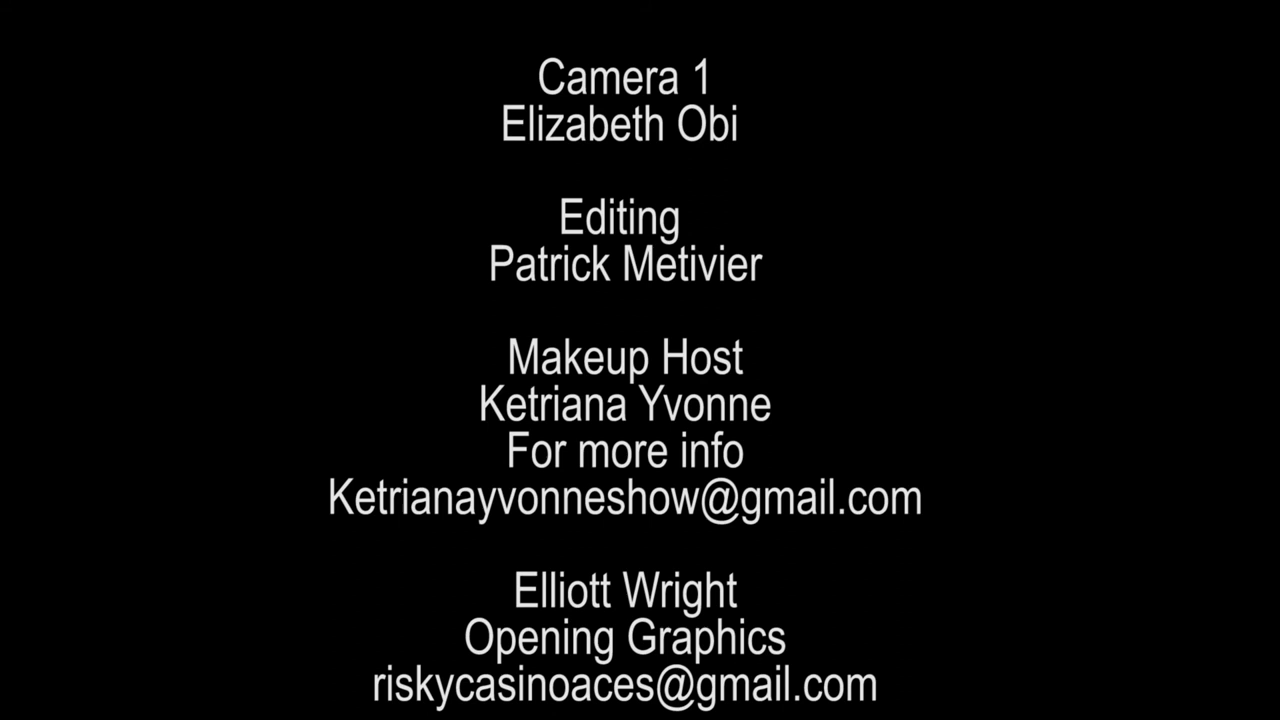 Camera 1
Elizabeth Obi
Editing
Patrick Metivier
Makeup Host
Ketriana Yvonne
For more info
Ketrianayvonneshow@gmail.com
Elliott Wright
Opening Graphics
riskycasinoaces@gmail.com